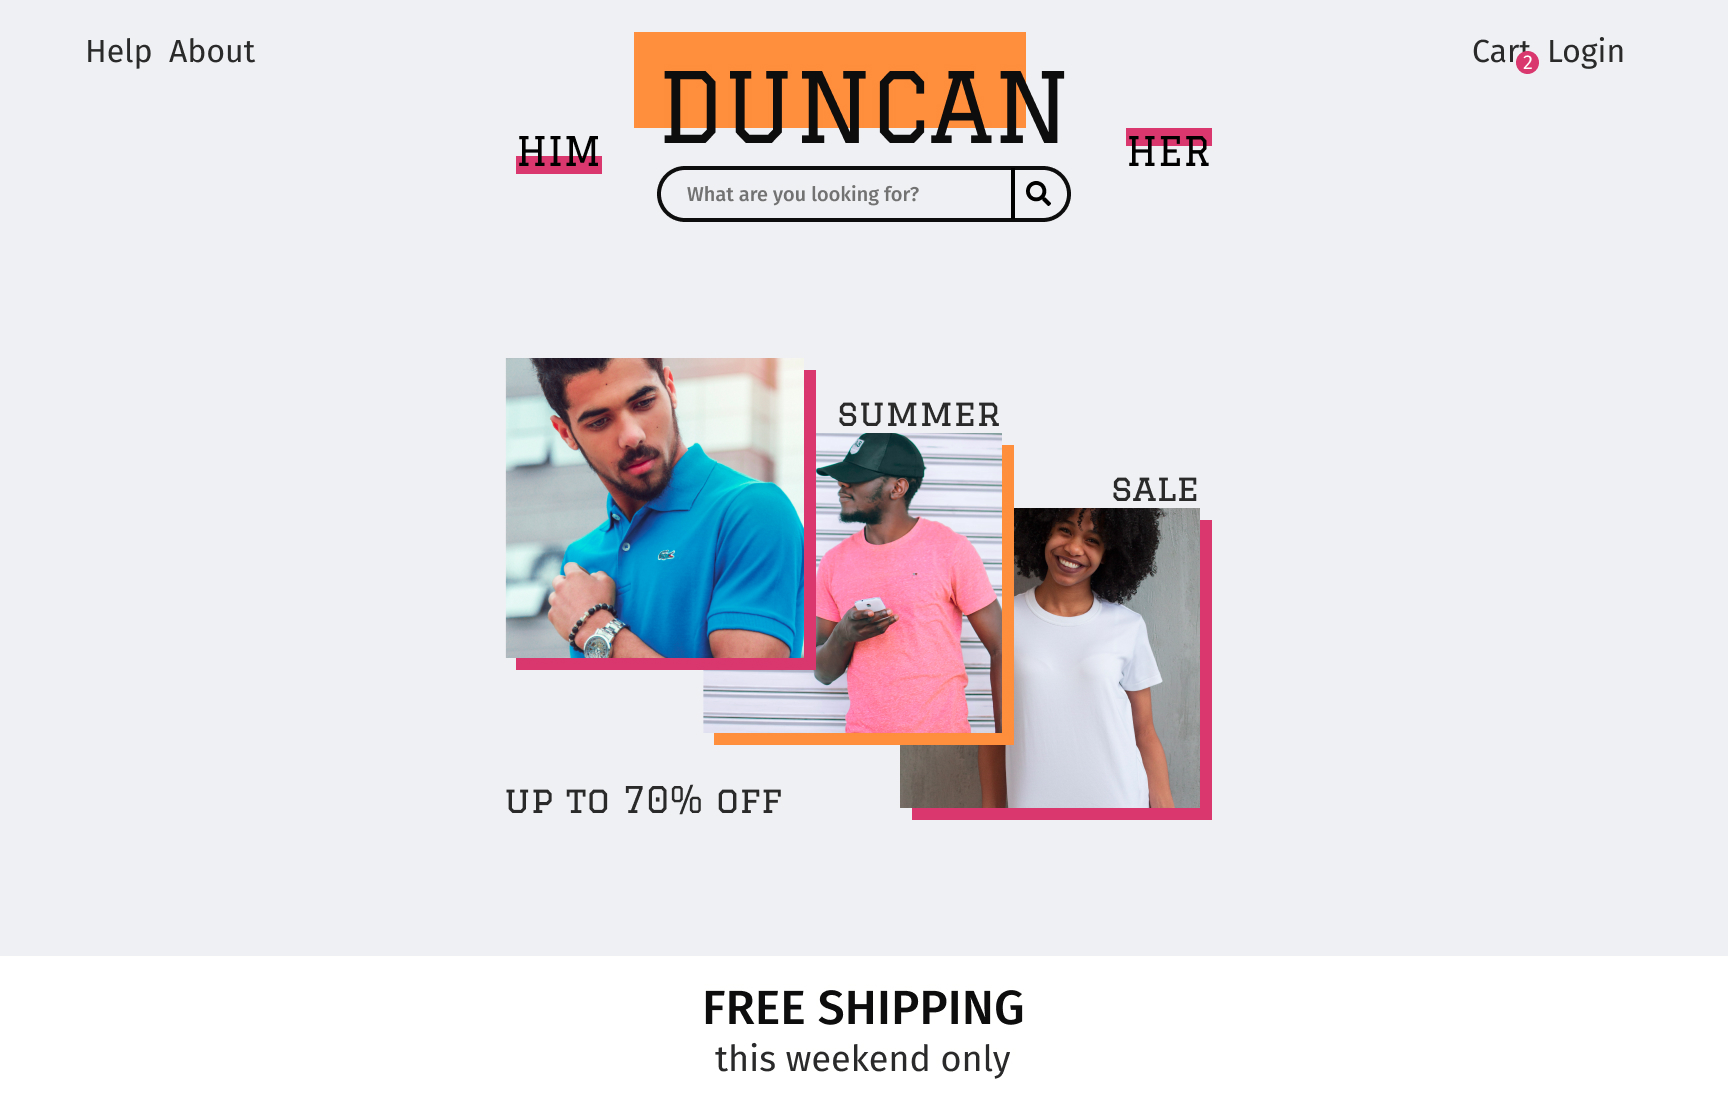 Help About
Cart 2 Login
DUNCAN
HIM
HER
What are you looking for?
SUMMER
SALE
UP TO 70% OFF
FREE SHIPPING
this weekend only